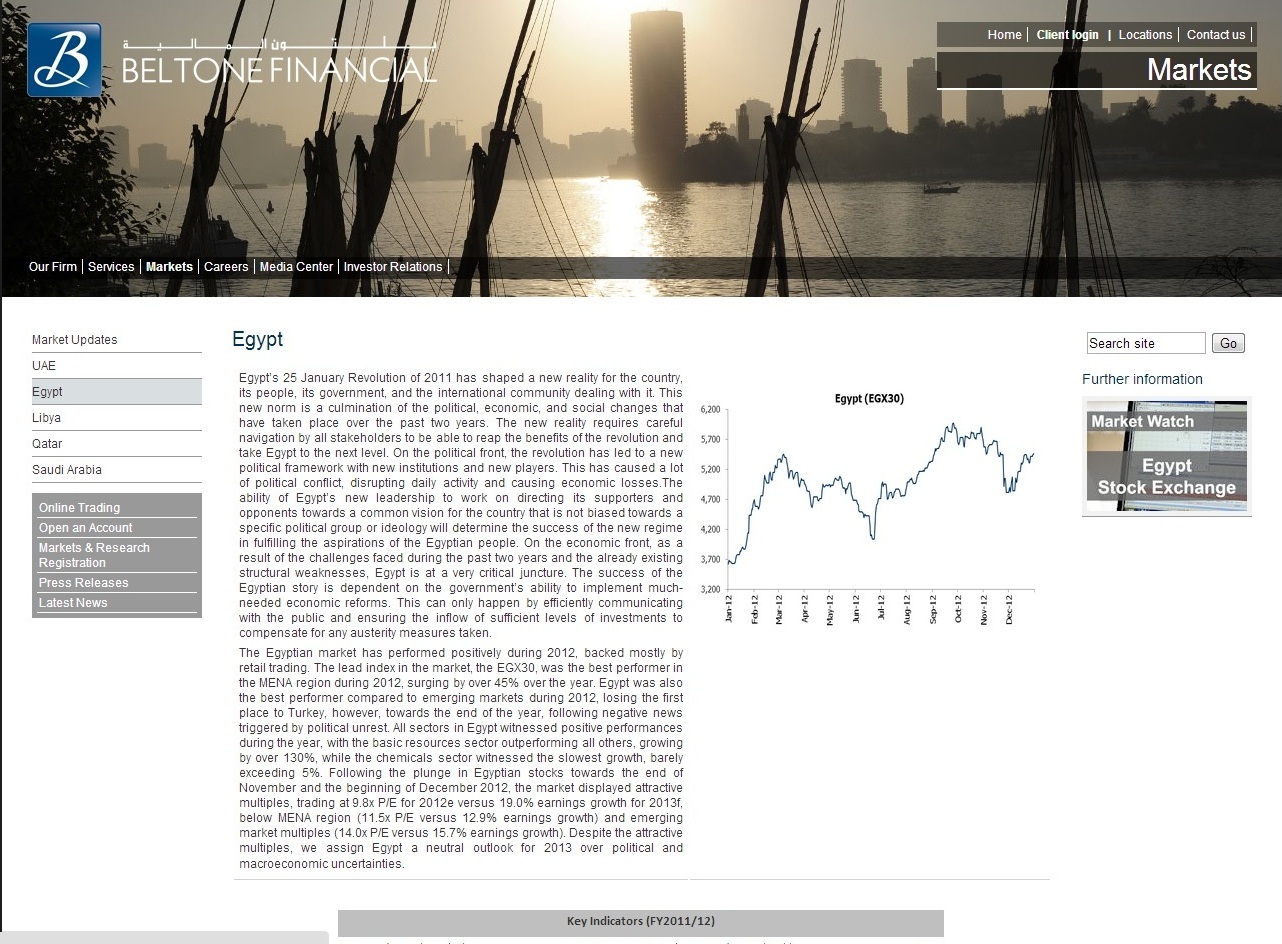 B
بلتون المالية
BELTONE FINANCIAL
Home
Client login
Locations
Contact us
Markets
Our Firm
Services
Markets
Careers
Media Center
Investor Relations
Market Updates
UAE
Egypt
Libya
Qatar
Saudi Arabia
Online Trading
Open an Account
Markets & Research
Registration
Press Releases
Latest News
Egypt
Egypt's 25 January Revolution of 2011 has shaped a new reality for the country,
its people, its government, and the international community dealing with it. This
new norm is a culmination of the political, economic, and social changes that
have taken place over the past two years. The new reality requires careful
navigation by all stakeholders to be able to reap the benefits of the revolution and
take Egypt to the next level. On the political front, the revolution has led to a new
political framework with new institutions and new players. This has caused a lot
of political conflict, disrupting daily activity and causing economic losses.The
ability of Egypt's new leadership to work on directing its supporters and
opponents towards a common vision for the country that is not biased towards a
specific political group or ideology will determine the success of the new regime
in fulfilling the aspirations of the Egyptian people. On the economic front, as a
result of the challenges faced during the past two years and the already existing
structural weaknesses, Egypt is at a very critical juncture. The success of the
Egyptian story is dependent on the government's ability to implement much-
needed economic reforms. This can only happen by efficiently communicating
with the public and ensuring the inflow of sufficient levels of investments to
compensate for any austerity measures taken.
The Egyptian market has performed positively during 2012, backed mostly by
retail trading. The lead index in the market, the EGX30, was the best performer in
the MENA region during 2012, surging by over 45% over the year. Egypt was also
the best performer compared to emerging markets during 2012, losing the first
place to Turkey, however, towards the end of the year, following negative news
triggered by political unrest. All sectors in Egypt witnessed positive performances
during the year, with the basic resources sector outperforming all others, growing
by over 130%, while the chemicals sector witnessed the slowest growth, barely
exceeding 5%. Following the plunge in Egyptian stocks towards the end of
November and the beginning of December 2012, the market displayed attractive
multiples, trading at 9.8x P/E for 2012e versus 19.0% earnings growth for 2013f,
below MENA region (11.5x P/E versus 12.9% earnings growth) and emerging
market multiples (14.0x P/E versus 15.7% earnings growth). Despite the attractive
multiples, we assign Egypt a neutral outlook for 2013 over political and
macroeconomic uncertainties.
Egypt (EGX30)
6,200
5,700
5,200
4,700
4,200
3,700
3,200
Jan-12
Feb-12
Mar-12
Apr-12
May-12
Jun-12
Jul-12
Aug-12
Sep-12
Oct-12
Nov-12
Dec-12
Search site
Go
Further information
Market Watch
Egypt
Stock Exchange
Key Indicators (FY2011/12)